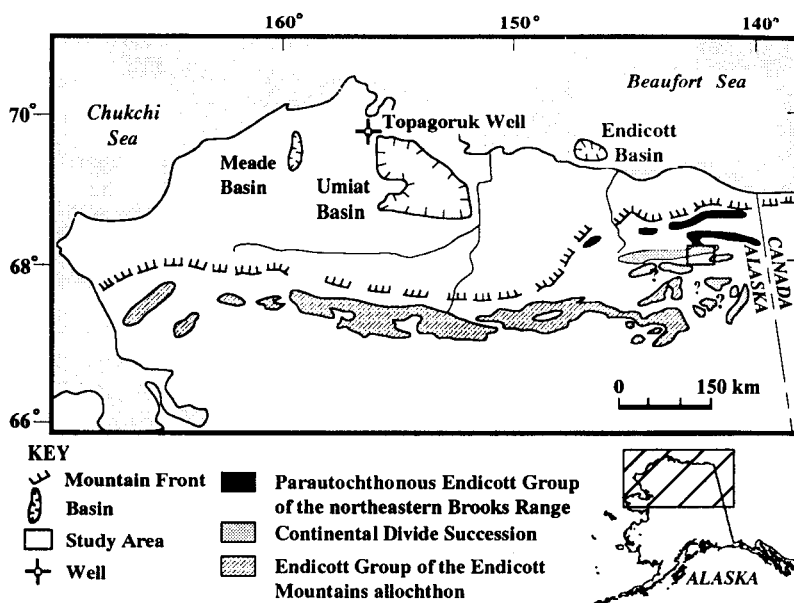 160°
150°
140°
Beaufort Sea
70°
Chukchi
Sea
Topagoruk Well
Endicott
Basin
Meade
Basin
Umiat
Basin
CANADA
ALASKA
68°
?
?
?
0
150 km
66°
KEY
Mountain Front
Basin
Study Area
Well
Parautochthonous Endicott Group
of the northeastern Brooks Range
Continental Divide Succession
Endicott Group of the Endicott
Mountains allochthon
ALASKA